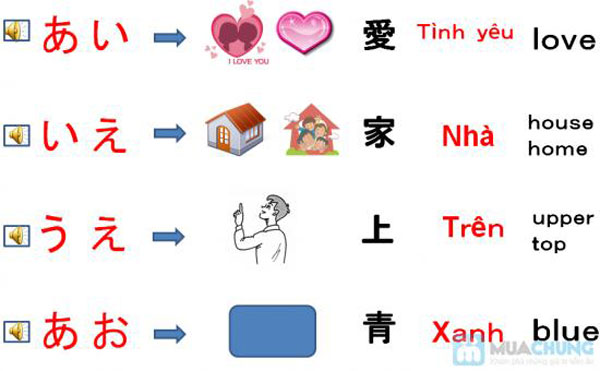 あい I LOVE YOU 愛 Tình yêu love
いえ 家 Nhà house
home
うえ 上 Trên upper
top
あお 青 Xanh blue
MUACHUNG